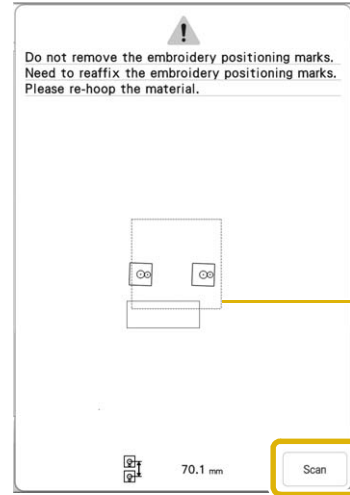 Do not remove the embroidery positioning marks.
Need to reaffix the embroidery positioning marks.
Please re-hoop the material.
70.1 mm
Scan